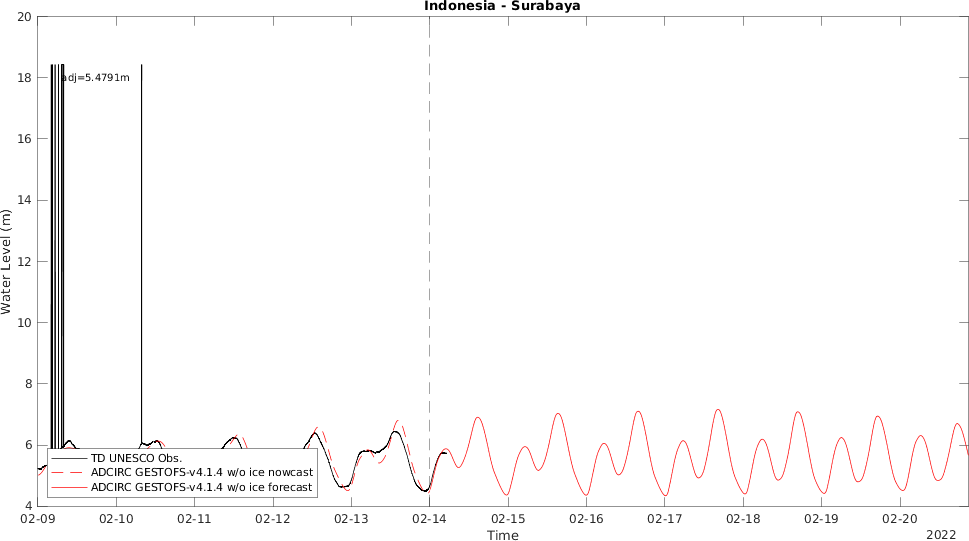 Indonesia - Surabaya
20
18
16
14
12
10
8
6
4
Water Level (m)
adj=5.4791m
TD UNESCO Obs.
ADCIRC GESTOFS-v4.1.4 w/o ice nowcast
ADCIRC GESTOFS-v4.1.4 w/o ice forecast
02-09 02-10 02-11 02-12 02-13 02-14 02-15 02-16 02-17 02-18 02-19 02-20
Time
2022